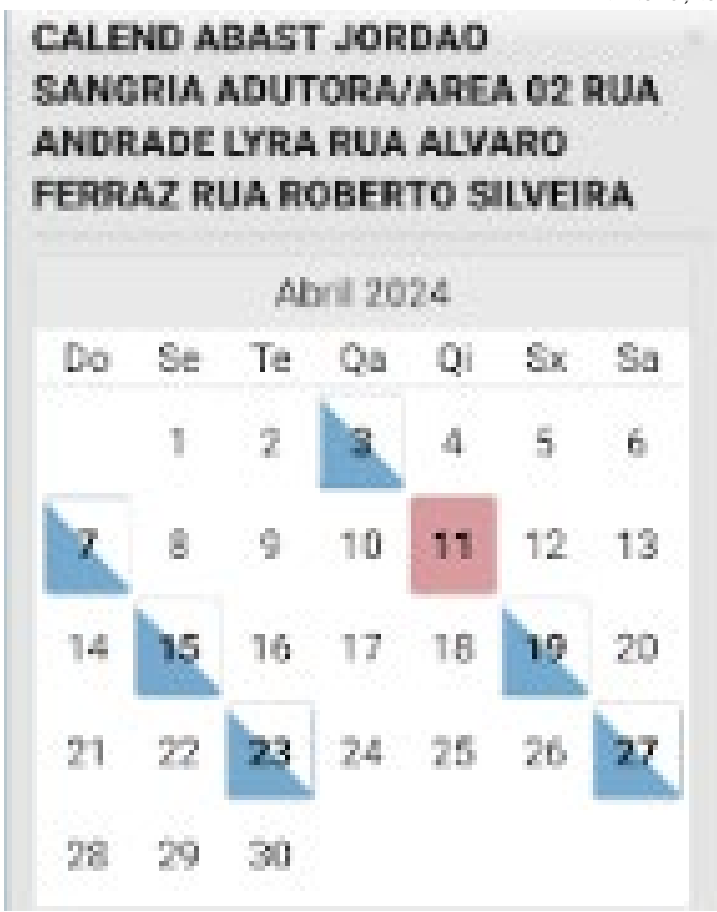 CALEND ABAST JORDAO
SANGRIA ADUTORA/AREA 02 RUA
ANDRADE LYRA RUA ALVARO
FERRAZ RUA ROBERTO SILVEIRA
Abril 2024
Do Se Te Qa Qi Sx Sa
1 2 3 4 5 6
7 8 9 10 11 12 13
14 15 16 17 18 19 20
21 22 23 24 25 26 27
28 29 30